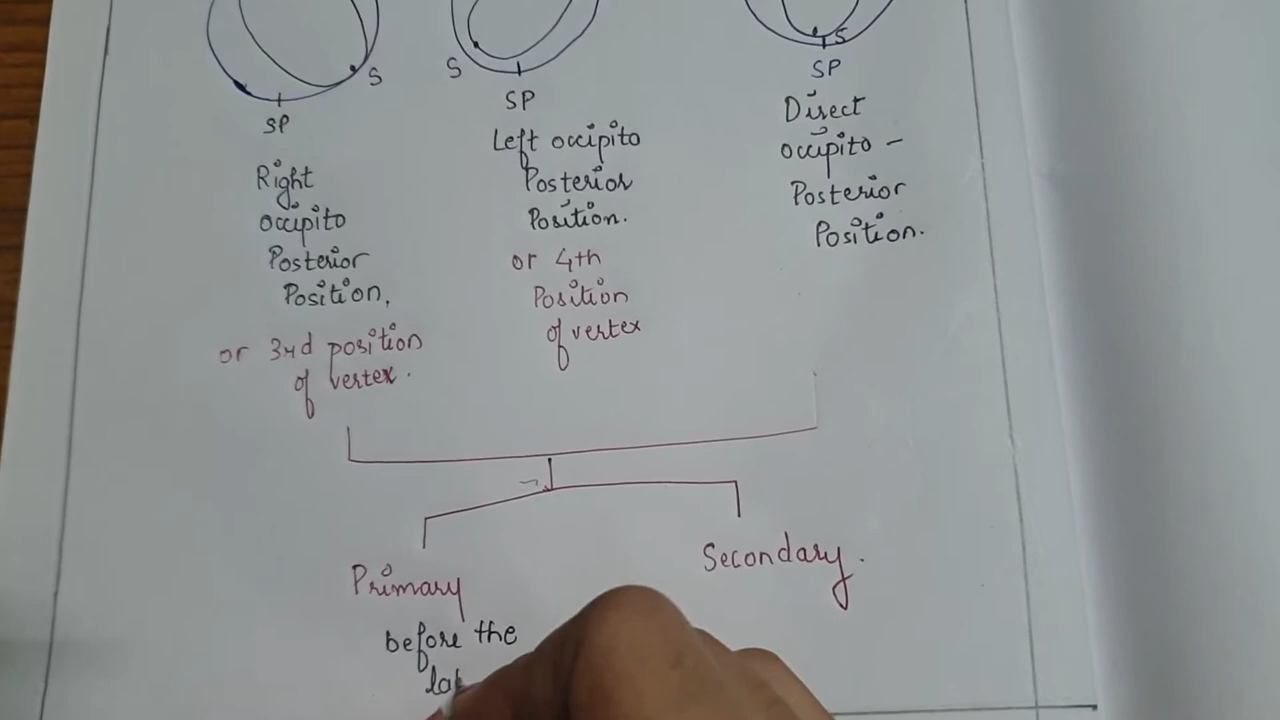 S
SP
Right
occipito
Posterior
Position,
or 3rd position
of vertex.
S
SP
Left occipito
Posterior
Position.
or 4th
Position
of vertex
S
SP
Direct
occipito -
Posterior
Position.
Primary
before the
Secondary.